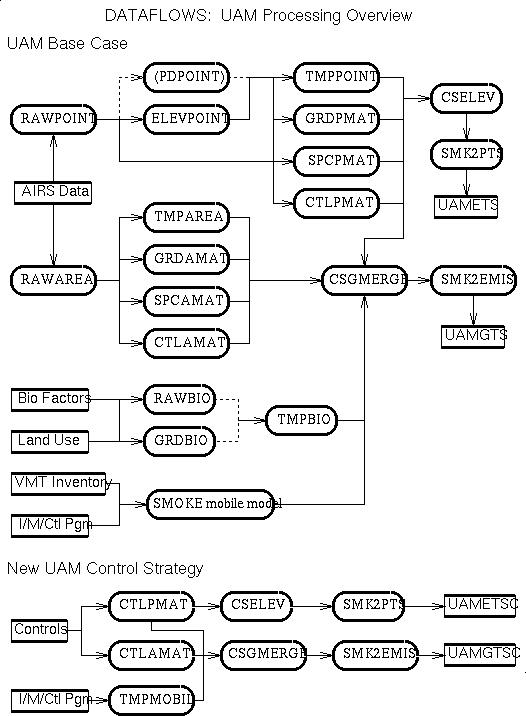 DATAFLOWS: UAM Processing Overview
UAM Base Case
(PDPOINT)
TMPPOINT
CSELEV
RAWPOINT
ELEVPOINT
GRDPMAT
SMK2PTS
SPCPMAT
AIRS Data
UAMETS
CTLPMAT
TMPAREA
GRDAMAT
RAWAREA
CSGMERGE
SMK2EMIS
SPCAMAT
UAMGTS
CTLAMAT
Bio Factors
RAWBIO
TMPBIO
Land Use
GRDBIO
VMT Inventory
SMOKE mobile model
I/M/Ctl Pgm
New UAM Control Strategy
CTLPMAT
CSELEV
SMK2PTS
UAMETSC
Controls
CTLAMAT
CSGMERGE
SMK2EMIS
UAMGTSC
I/M/Ctl Pgm
TMPMOBIL